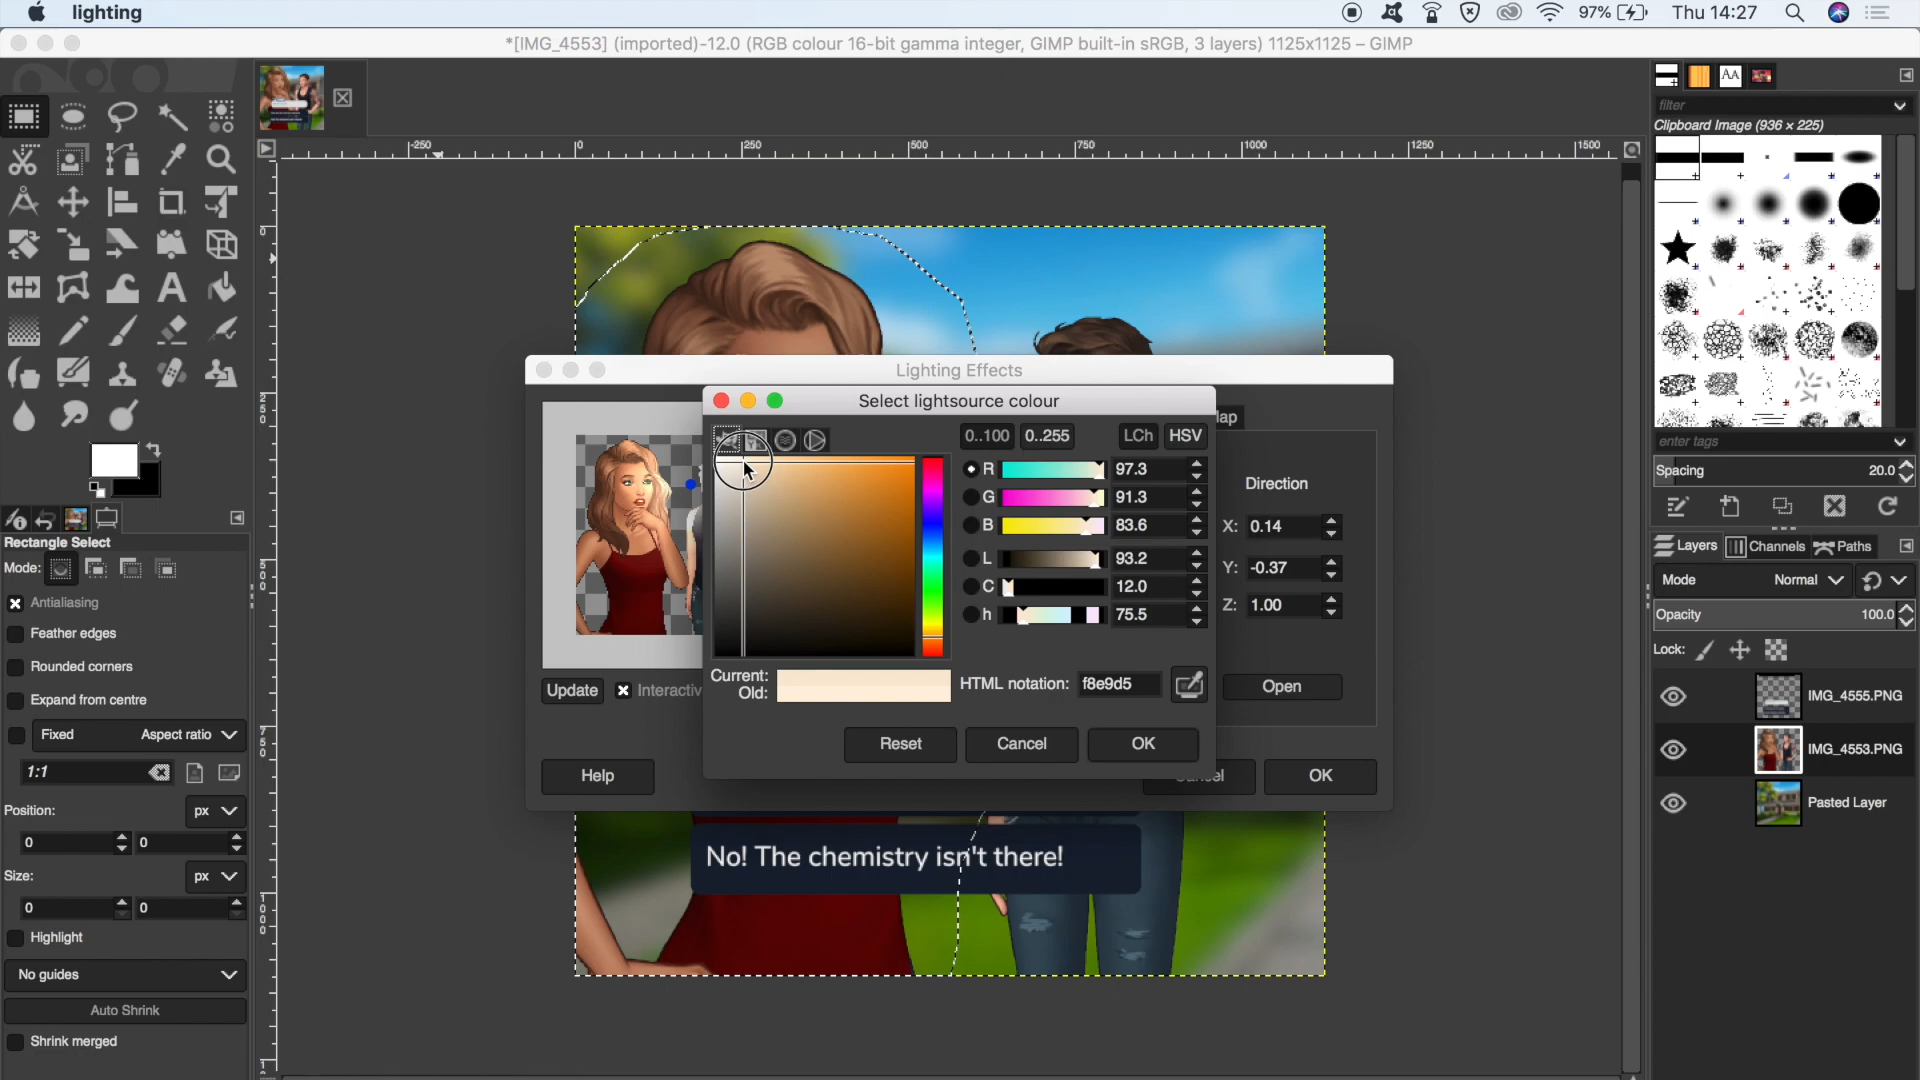 lighting
97%
Thu 14:27
*[IMG_4553] (imported)-12.0 (RGB colour 16-bit gamma integer, GIMP built-in sRGB, 3 layers) 1125x1125 – GIMP
-250
0
250
500
750
1000
1250
1500
filter
Clipboard Image (936 × 225)
AA
enter tags
Spacing
20.0
Layers
Channels
Paths
Mode
Normal
Opacity
100.0
Lock:
IMG_4555.PNG
IMG_4553.PNG
Pasted Layer
Rectangle Select
Mode:
Antialiasing
Feather edges
Rounded corners
Expand from centre
Fixed
Aspect ratio
1:1
Position:
px
0
0
Size:
px
0
0
Highlight
No guides
Auto Shrink
Shrink merged
Lighting Effects
Update
Interactiv
Help
Direction
X:
0.14
Y:
-0.37
Z:
1.00
Open
OK
Select lightsource colour
0..100
0..255
LCh
HSV
R
97.3
G
91.3
B
83.6
L
93.2
C
12.0
h
75.5
Current:
Old:
HTML notation:
f8e9d5
Reset
Cancel
OK
No! The chemistry isn't there!